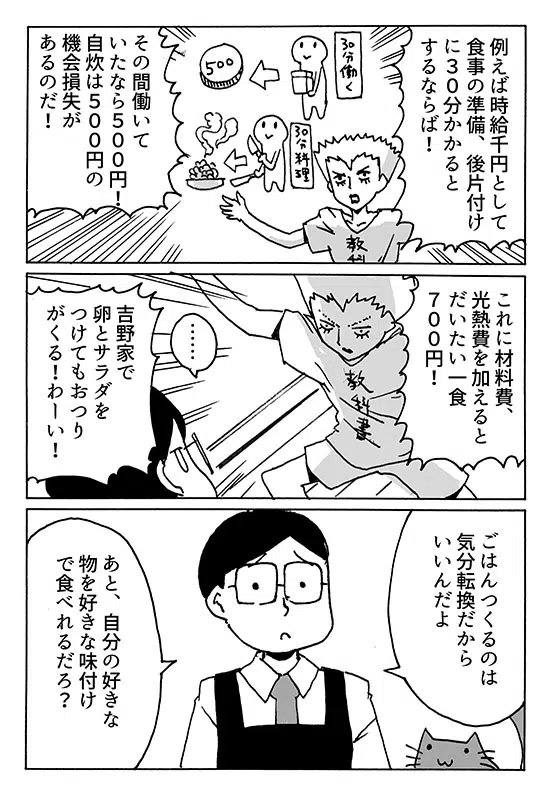 例えば時給千円として
食事の準備、後片付け
に３０分かかると
するならば！
30分働く
500
30分料理
その間働いて
いたなら５００円！
自炊は５００円の
機会損失が
あるのだ！
教科
これに材料費、
光熱費を加えると
だいたい一食
７００円！
教科書
……
吉野家で
卵とサラダを
つけてもおつり
がくる！わーい！
ごはんつくるのは
気分転換だから
いいんだよ
あと、自分の好きな
物を好きな味付け
で食べれるだろ？